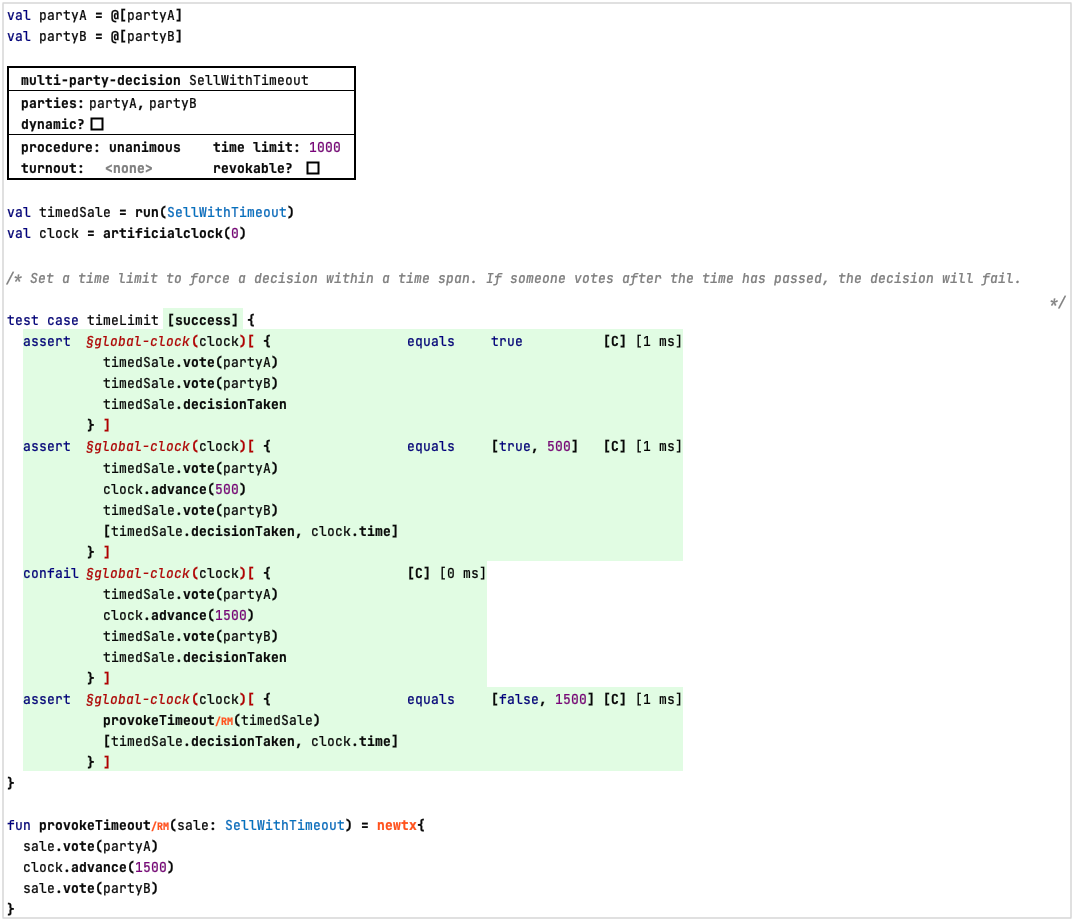 val partyA = @[partyA]
val partyB = @[partyB]
multi-party-decision SellWithTimeout
parties: partyA, partyB
dynamic?
procedure: unanimous time limit: 1000
turnout: <none> revokable?
val timedSale = run(SellWithTimeout)
val clock = artificialclock(0)
/* Set a time limit to force a decision within a time span. If someone votes after the time has passed, the decision will fail.
*/
test case timeLimit [success] {
assert §global-clock(clock)[ { equals true [C] [1 ms]
timedSale.vote(partyA)
timedSale.vote(partyB)
timedSale.decisionTaken
} ]
assert §global-clock(clock)[ { equals [true, 500] [C] [1 ms]
timedSale.vote(partyA)
clock.advance(500)
timedSale.vote(partyB)
[timedSale.decisionTaken, clock.time]
} ]
confail §global-clock(clock)[ { [C] [0 ms]
timedSale.vote(partyA)
clock.advance(1500)
timedSale.vote(partyB)
timedSale.decisionTaken
} ]
assert §global-clock(clock)[ { equals [false, 1500] [C] [1 ms]
provokeTimeout/RM(timedSale)
[timedSale.decisionTaken, clock.time]
} ]
}
fun provokeTimeout/RM(sale: SellWithTimeout) = newtx{
sale.vote(partyA)
clock.advance(1500)
sale.vote(partyB)
}